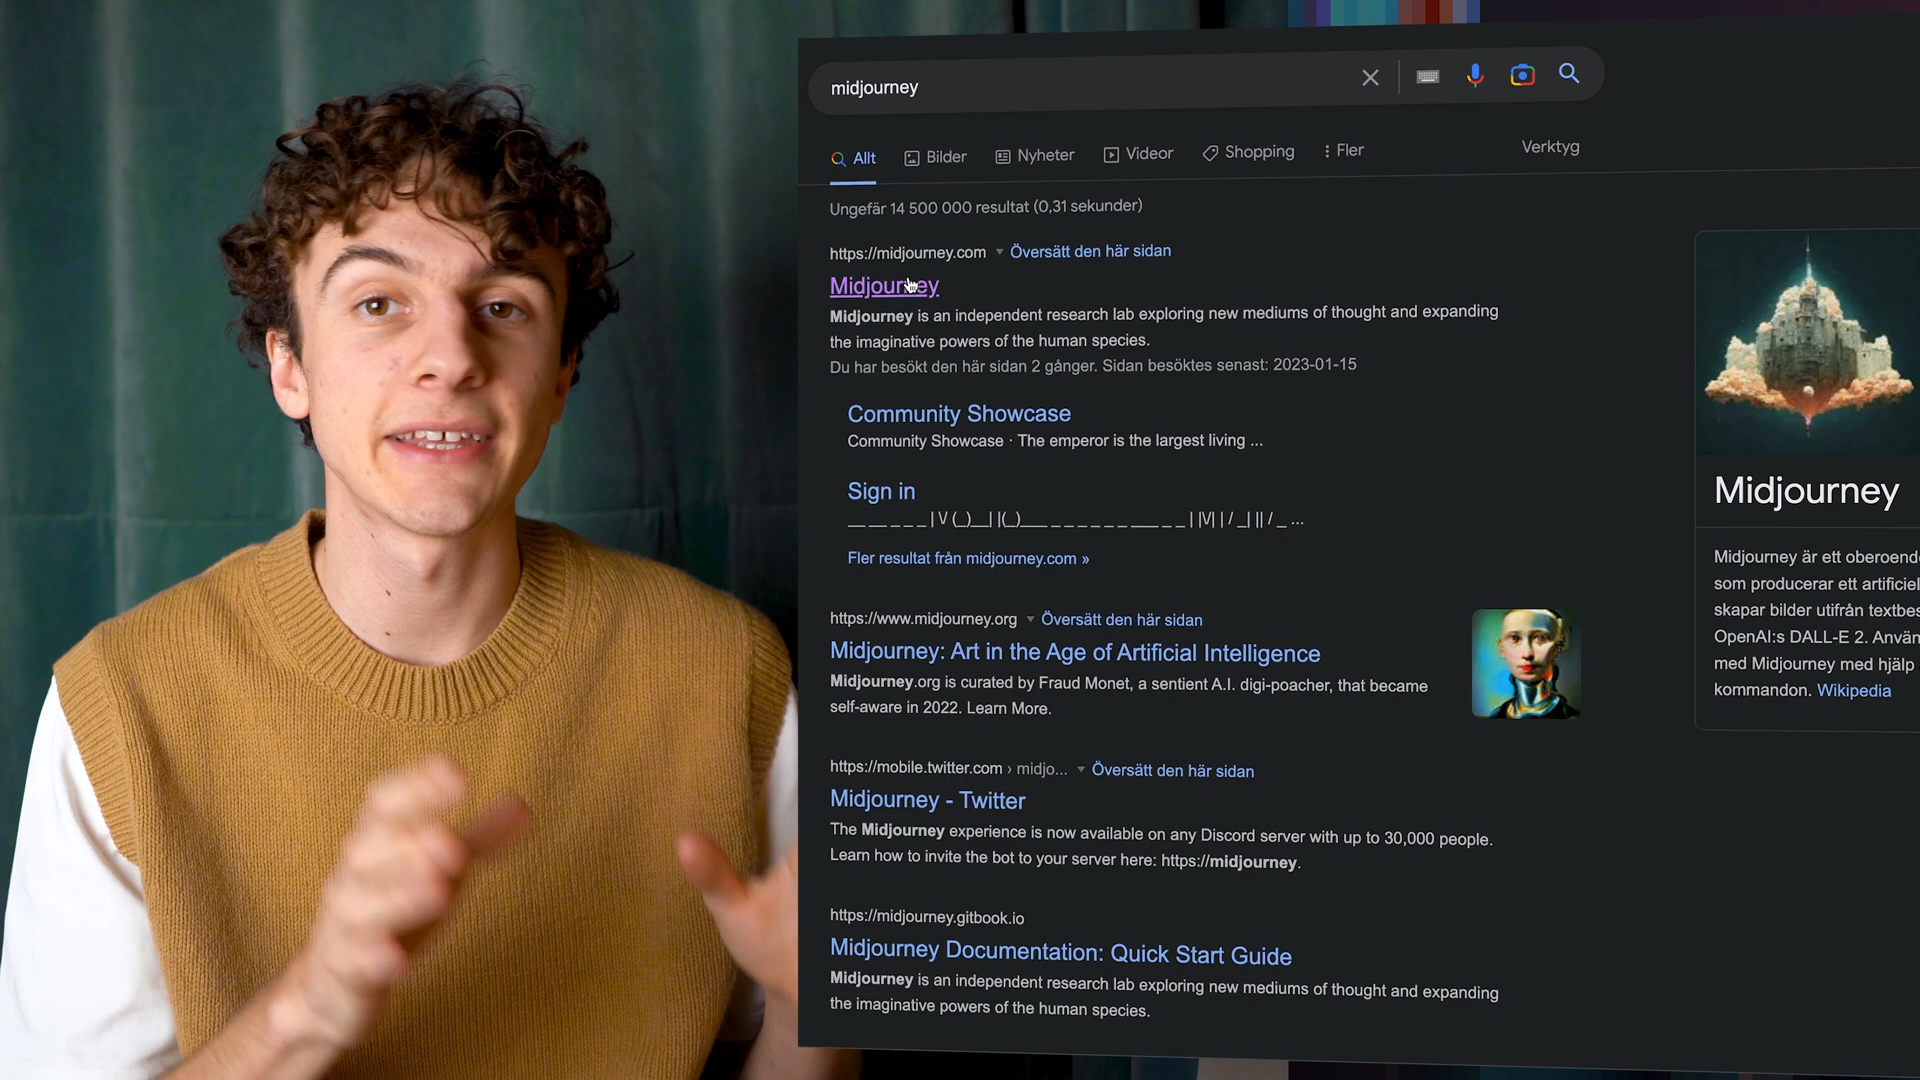 midjourney
Allt Bilder Nyheter Videor Shopping Fler Verktyg
Ungefär 14 500 000 resultat (0,31 sekunder)
https://midjourney.com Översätt den här sidan
Midjourney
Midjourney is an independent research lab exploring new mediums of thought and expanding
the imaginative powers of the human species.
Du har besökt den här sidan 2 gånger. Sidan besöktes senast: 2023-01-15
Community Showcase
Community Showcase · The emperor is the largest living ...
Sign in
__ __ _ _ _ | \/ (_)__| |(_)___ _ _ _ _ _ _ ___ _ _ | |\/| | / _| || / _ ...
Fler resultat från midjourney.com »
https://www.midjourney.org Översätt den här sidan
Midjourney: Art in the Age of Artificial Intelligence
Midjourney.org is curated by Fraud Monet, a sentient A.I. digi-poacher, that became
self-aware in 2022. Learn More.
https://mobile.twitter.com › midjo... Översätt den här sidan
Midjourney - Twitter
The Midjourney experience is now available on any Discord server with up to 30,000 people.
Learn how to invite the bot to your server here: https://midjourney.
https://midjourney.gitbook.io
Midjourney Documentation: Quick Start Guide
Midjourney is an independent research lab exploring new mediums of thought and expanding
the imaginative powers of the human species.
Midjourney
Midjourney är ett oberoend
som producerar ett artificiel
skapar bilder utifrån textbes
OpenAI:s DALL-E 2. Använ
med Midjourney med hjälp
kommandon. Wikipedia